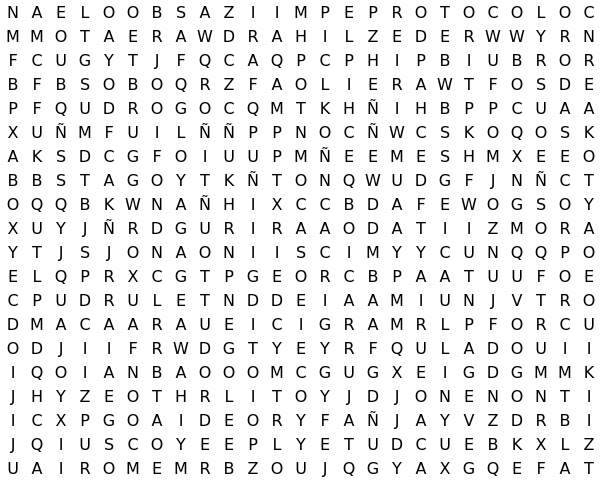 N A E L O O B S A Z I I M P E P R O T O C O L O C
M M O T A E R A W D R A H I L Z E D E R W W Y R N
F C U G Y T J F Q C A Q P C P H I P B I U B R O R
B F B S O B O Q R Z F A O L I E R A W T F O S D E
P F Q U D R O G O C Q M T K H Ñ I H B P P C U A A
X U Ñ M F U I L Ñ Ñ P P N O C Ñ W C S K O Q O S K
A K S D C G F O I U U P M Ñ E E M E S H M X E E O
B B S T A G O Y T K Ñ T O N Q W U D G F J N Ñ C T
O Q Q B K W N A Ñ H I X C C B D A F E W O G S O Y
X U Y J Ñ R D G U R I R A A O D A T I I Z M O R A
Y T J S J O N A O N I I S C I M Y Y C U N Q Q P O
E L Q P R X C G T P G E O R C B P A A T U U F O E
C P U D R U L E T N D D E I A A M I U N J V T R O
D M A C A A R A U E I C I G R A M R L P F O R C U
O D J I I F R W D G T Y E Y R F Q U L A D O U I I
I Q O I A N B A O O O M C G U G X E I G D G M M K
J H Y Z E O T H R L I T O Y J D J O N E N O N T I
I C X P G O A I D E O R Y F A Ñ J A Y V Z D R B I
J Q I U S C O Y E E P L Y E T U D C U E B K X L Z
U A I R O M E M R B Z O U J Q G Y A X G Q E F A T